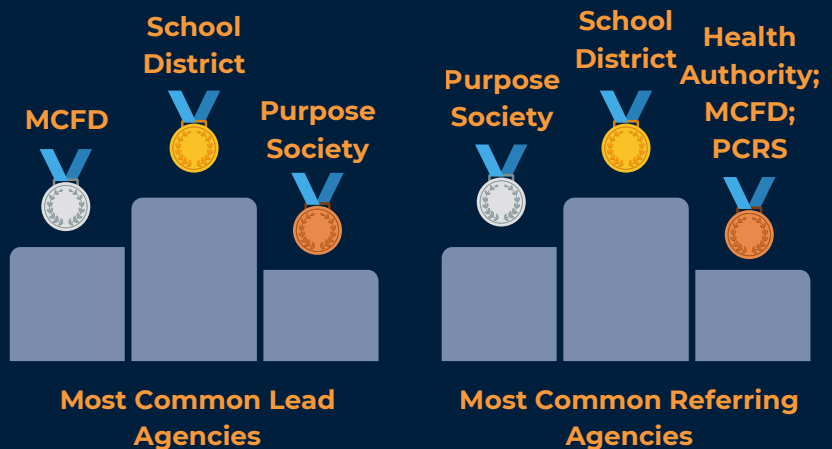 School
District
MCFD
Purpose
Society
Most Common Lead
Agencies
School
District
Purpose
Society
Health
Authority;
MCFD;
PCRS
Most Common Referring
Agencies